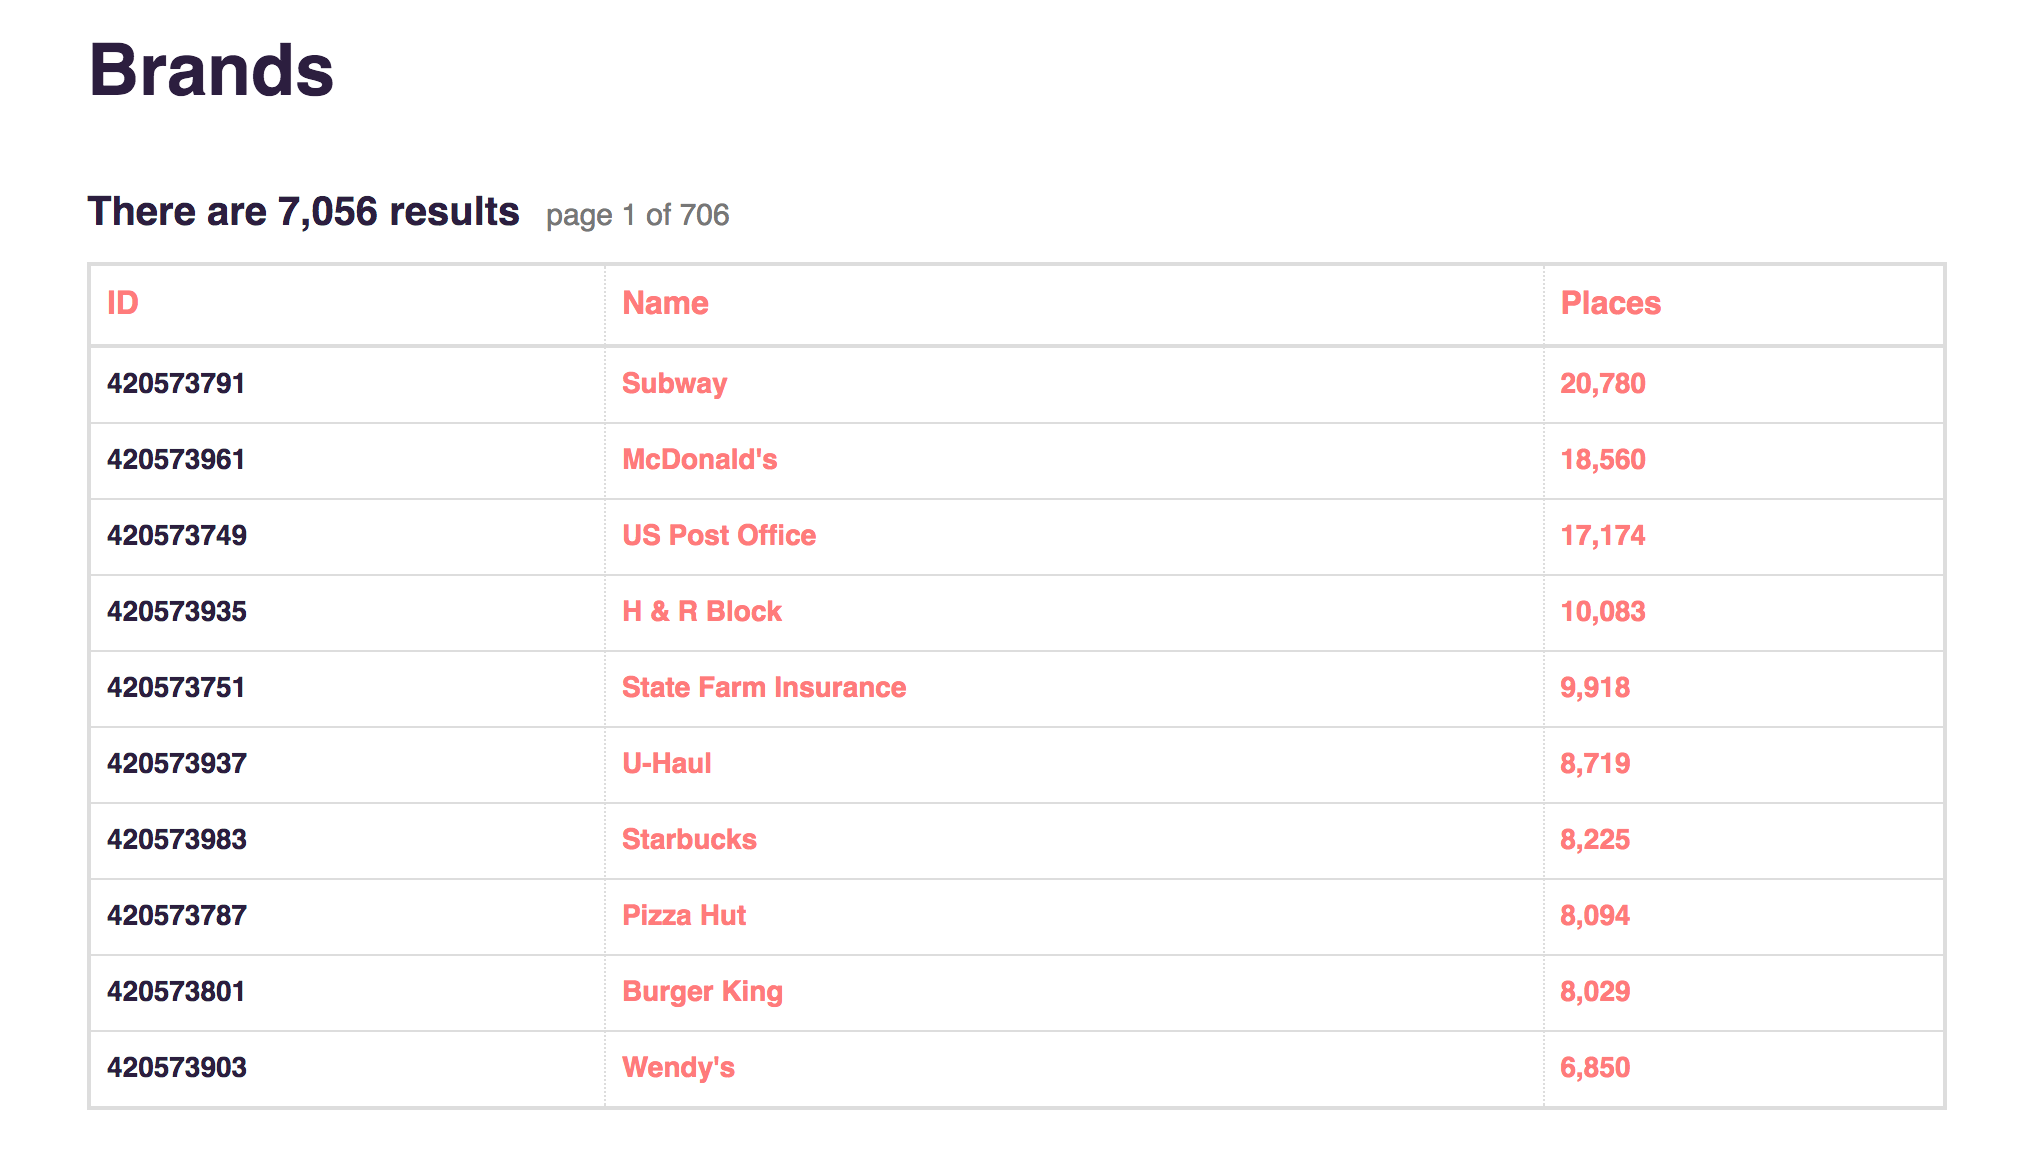 Brands
There are 7,056 results page 1 of 706
ID Name Places
420573791 Subway 20,780
420573961 McDonald's 18,560
420573749 US Post Office 17,174
420573935 H & R Block 10,083
420573751 State Farm Insurance 9,918
420573937 U-Haul 8,719
420573983 Starbucks 8,225
420573787 Pizza Hut 8,094
420573801 Burger King 8,029
420573903 Wendy's 6,850